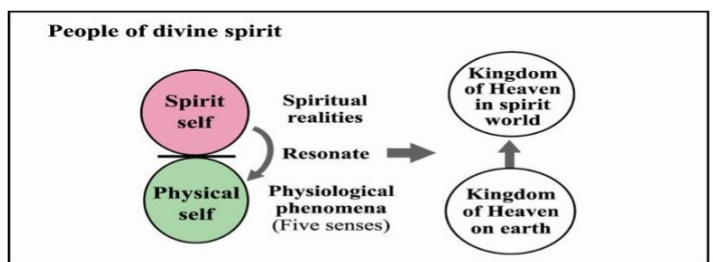 People of divine spirit
Spirit
self
Spiritual
realities
Resonate
Physical
self
Physiological
phenomena
(Five senses)
Kingdom
of Heaven
in spirit
world
Kingdom
of Heaven
on earth